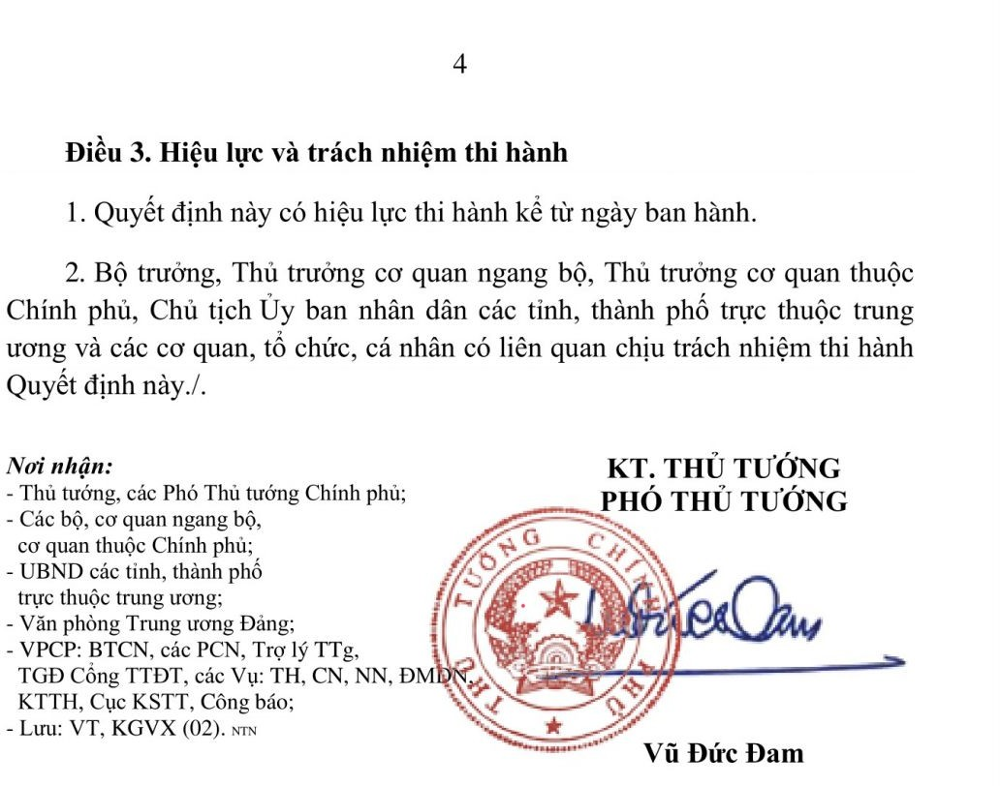 4
Điều 3. Hiệu lực và trách nhiệm thi hành
1. Quyết định này có hiệu lực thi hành kể từ ngày ban hành.
2. Bộ trưởng, Thủ trưởng cơ quan ngang bộ, Thủ trưởng cơ quan thuộc
Chính phủ, Chủ tịch Ủy ban nhân dân các tỉnh, thành phố trực thuộc trung
ương và các cơ quan, tổ chức, cá nhân có liên quan chịu trách nhiệm thi hành
Quyết định này./.
Nơi nhận:
- Thủ tướng, các Phó Thủ tướng Chính phủ;
- Các bộ, cơ quan ngang bộ,
cơ quan thuộc Chính phủ;
- UBND các tỉnh, thành phố
trực thuộc trung ương;
- Văn phòng Trung ương Đảng;
- VPCP: BTCN, các PCN, Trợ lý TTg,
TGĐ Cổng TTĐT, các Vụ: TH, CN, NN, ĐMDN,
KTTH, Cục KSTT, Công báo;
- Lưu: VT, KGVX (02). NTN
KT. THỦ TƯỚNG
PHÓ THỦ TƯỚNG
THỦ TƯỚNG CHÍNH PHỦ
Vũ Đức Đam